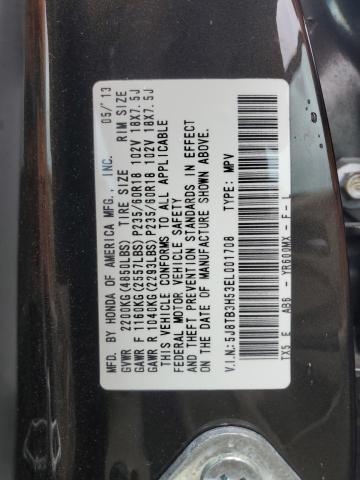 MFD. BY HONDA OF AMERICA MFG., INC. 05/'13
GVWR 2200KG(4850LBS) TIRE SIZE RIM SIZE
GAWR F 1160KG(2557LBS)P235/60R18 102V 18X7.5J
GAWR R 1040KG(2293LBS)P235/60R18 102V 18X7.5J
THIS VEHICLE CONFORMS TO ALL APPLICABLE
FEDERAL MOTOR VEHICLE SAFETY
AND THEFT PREVENTION STANDARDS IN EFFECT
ON THE DATE OF MANUFACTURE SHOWN ABOVE.
V.I.N.: 5J8TB3H53EL001708 TYPE: MPV
TX5 E AB6 - YR600MX - F - L